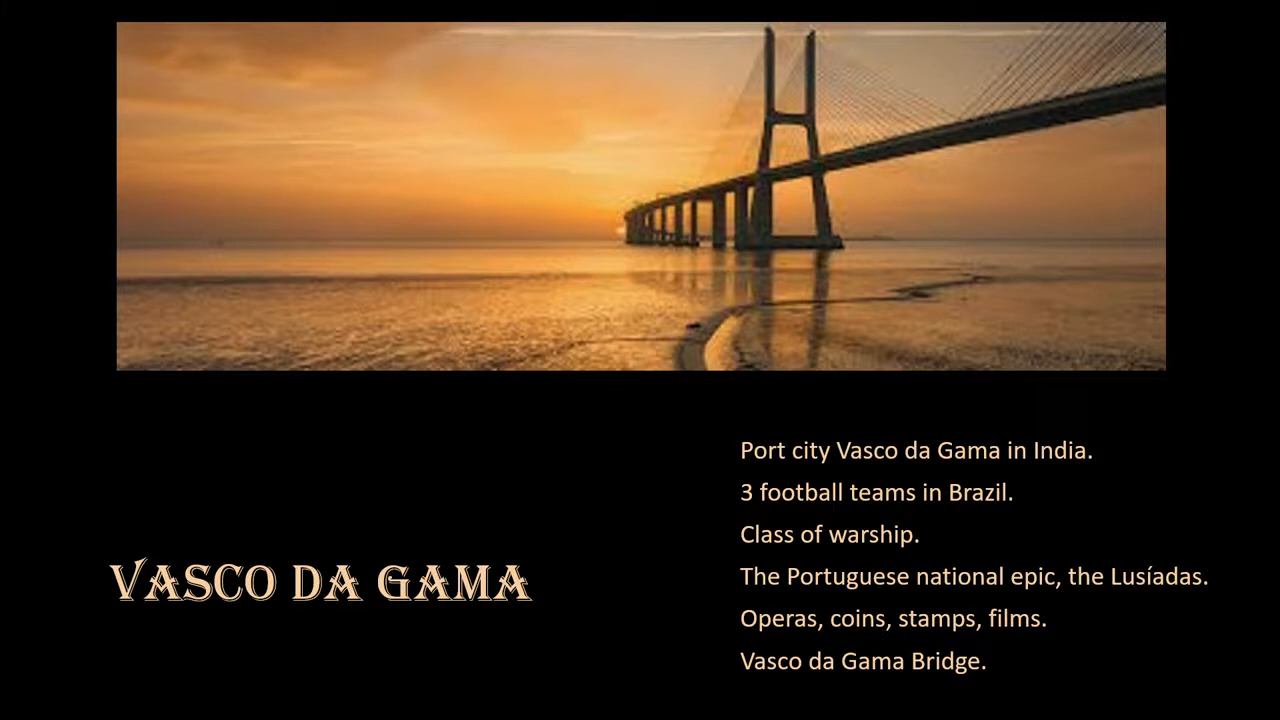 VASCO DA GAMA
Port city Vasco da Gama in India.
3 football teams in Brazil.
Class of warship.
The Portuguese national epic, the Lusíadas.
Operas, coins, stamps, films.
Vasco da Gama Bridge.